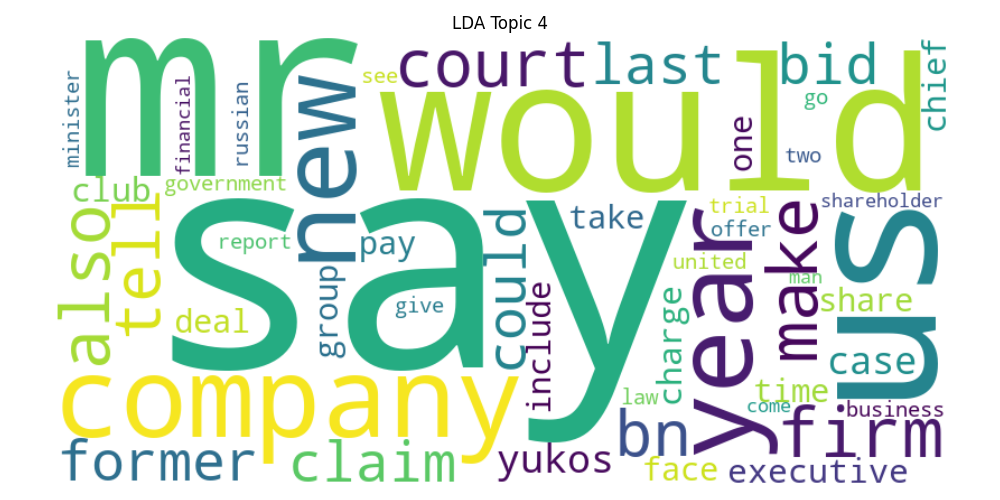 LDA Topic 4
mr
would
say
us
company
new
year
court
last
bid
chief
minister
financial
russian
see
go
one
two
club
government
shareholder
also
tell
report
pay
could
take
trial
offer
make
united
man
share
give
group
include
deal
charge
case
law
time
come
business
bn
firm
former
claim
yukos
face
executive